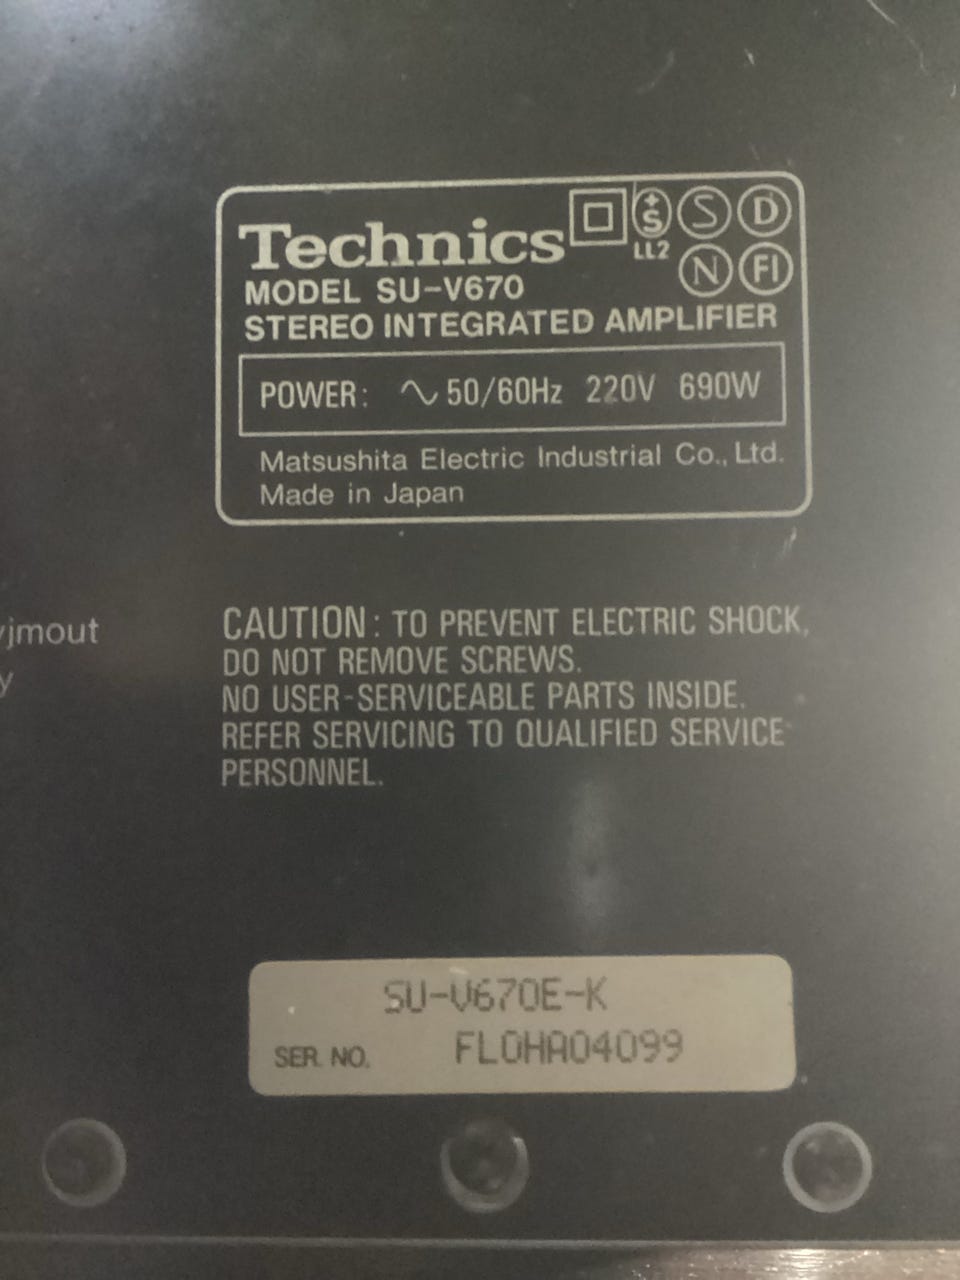 Technics
LL2
S
D
N
FI
MODEL SU-V670
STEREO INTEGRATED AMPLIFIER
POWER: ∿ 50/60Hz 220V 690W
Matsushita Electric Industrial Co., Ltd.
Made in Japan
CAUTION: TO PREVENT ELECTRIC SHOCK,
DO NOT REMOVE SCREWS.
NO USER-SERVICEABLE PARTS INSIDE.
REFER SERVICING TO QUALIFIED SERVICE
PERSONNEL.
jmout
y
SU-V670E-K
SER. NO. FL0HA04099